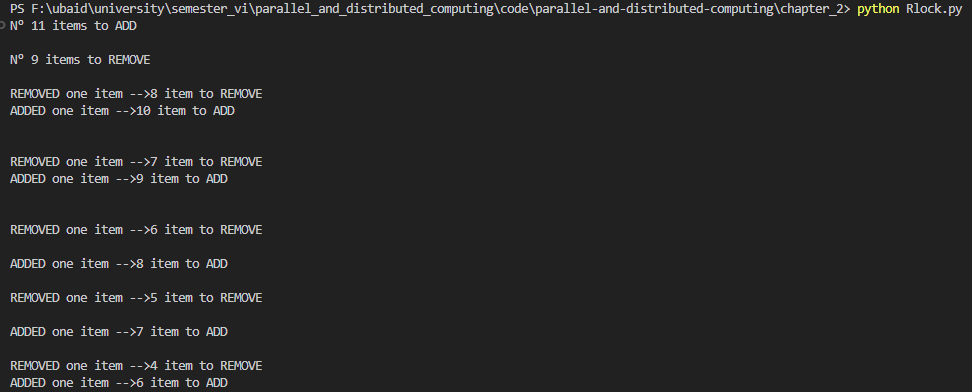 PS F:\ubaid\university\semester_vi\parallel_and_distributed_computing\code\parallel-and-distributed-computing\chapter_2> python Rlock.py
N° 11 items to ADD
N° 9 items to REMOVE
REMOVED one item -->8 item to REMOVE
ADDED one item -->10 item to ADD
REMOVED one item -->7 item to REMOVE
ADDED one item -->9 item to ADD
REMOVED one item -->6 item to REMOVE
ADDED one item -->8 item to ADD
REMOVED one item -->5 item to REMOVE
ADDED one item -->7 item to ADD
REMOVED one item -->4 item to REMOVE
ADDED one item -->6 item to ADD